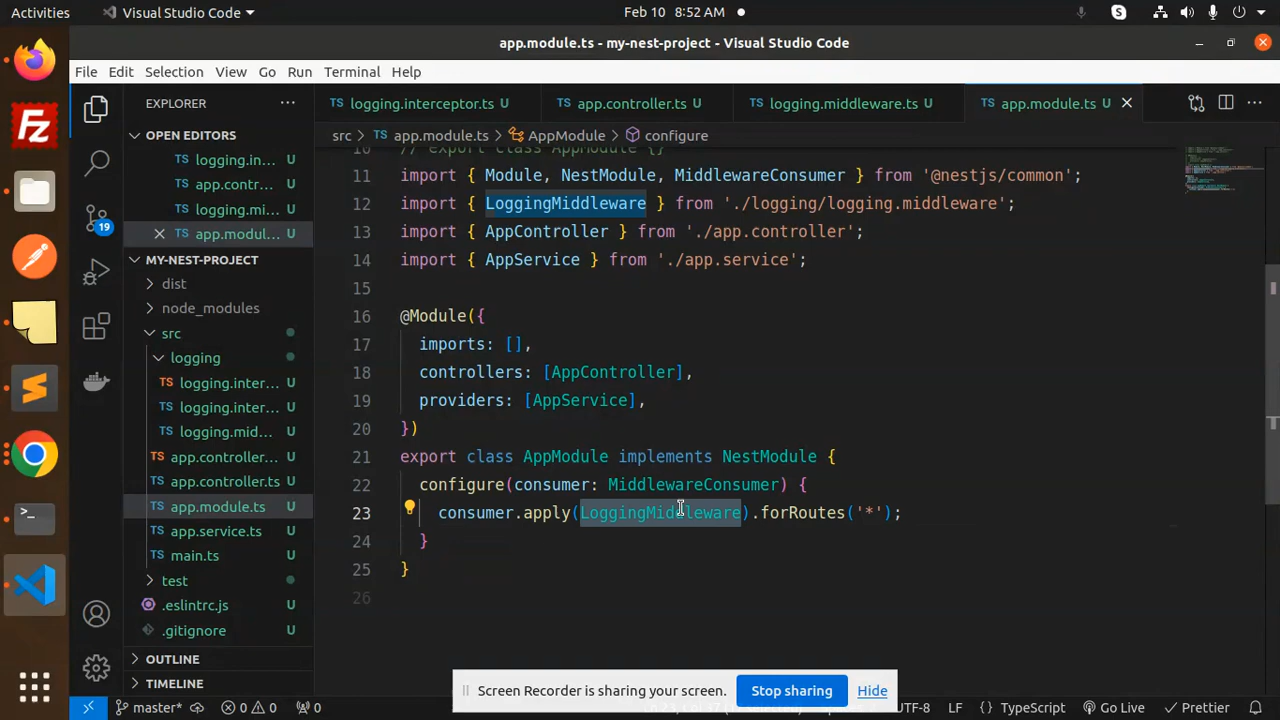 Activities
Visual Studio Code
Feb 10 8:52 AM
app.module.ts - my-nest-project - Visual Studio Code
File Edit Selection View Go Run Terminal Help
EXPLORER
TS logging.interceptor.ts U
TS app.controller.ts U
TS logging.middleware.ts U
TS app.module.ts U
src > TS app.module.ts > AppModule > configure
OPEN EDITORS
TS logging.in... U
TS app.contr... U
TS logging.mi... U
TS app.modul... U
MY-NEST-PROJECT
dist
node_modules
src
logging
TS logging.inter... U
TS logging.inter... U
TS logging.mid... U
TS app.controller... U
TS app.controller.ts U
TS app.module.ts U
TS app.service.ts U
TS main.ts U
test
.eslintrc.js U
.gitignore U
OUTLINE
TIMELINE
19
10 // export class AppModule {}
11 import { Module, NestModule, MiddlewareConsumer } from '@nestjs/common';
12 import { LoggingMiddleware } from './logging/logging.middleware';
13 import { AppController } from './app.controller';
14 import { AppService } from './app.service';
15
16 @Module({
17 imports: [],
18 controllers: [AppController],
19 providers: [AppService],
20 })
21 export class AppModule implements NestModule {
22 configure(consumer: MiddlewareConsumer) {
23 consumer.apply(LoggingMiddleware).forRoutes('*');
24 }
25 }
26
Screen Recorder is sharing your screen.
Stop sharing
Hide
master*
0 0
0
UTF-8
LF
{} TypeScript
Go Live
Prettier